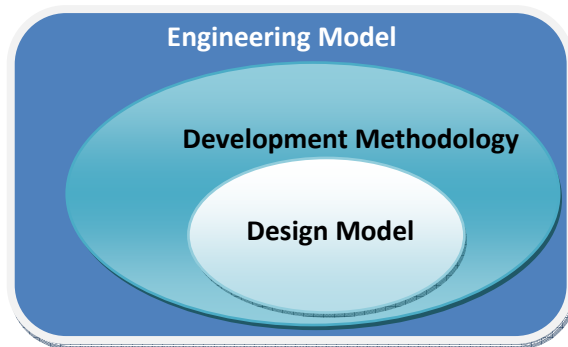 Engineering Model
Development Methodology
Design Model